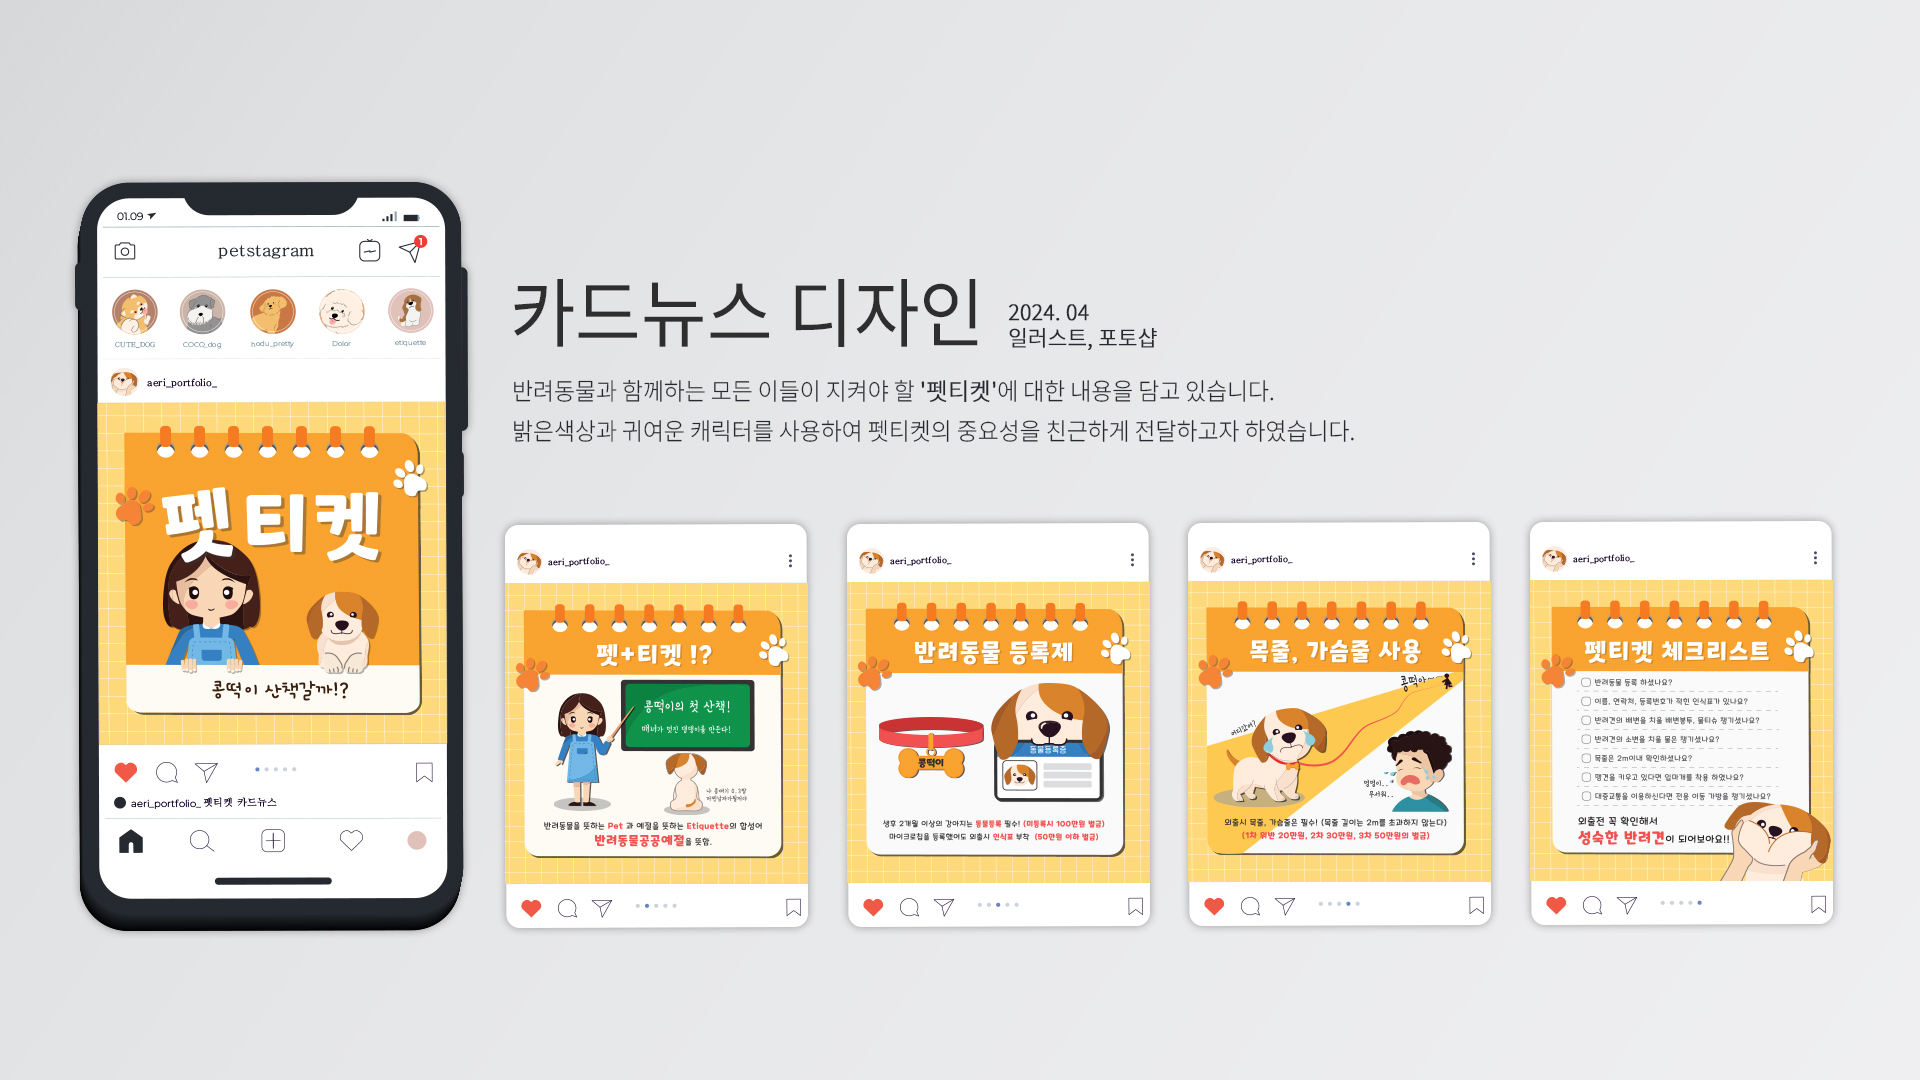 01.09
petstagram
1
CUTE_DOG
COCO_dog
hodu_pretty
Dolor
etiquette
aeri_portfolio_
펫티켓
콩떡이 산책갈까!?
aeri_portfolio_ 펫티켓 카드뉴스
카드뉴스 디자인
2024. 04
일러스트, 포토샵
반려동물과 함께하는 모든 이들이 지켜야 할 '펫티켓'에 대한 내용을 담고 있습니다.
밝은색상과 귀여운 캐릭터를 사용하여 펫티켓의 중요성을 친근하게 전달하고자 하였습니다.
aeri_portfolio_
펫+티켓 !?
콩떡이의 첫 산책!
매너가 멋진 댕댕이를 만든다!
반려동물을 뜻하는 Pet 과 예절을 뜻하는 Etiquette의 합성어
반려동물공공예절을 뜻함.
aeri_portfolio_
반려동물 등록제
콩떡이
동물등록증
생후 2개월 이상의 강아지는 동물등록 필수! (미등록시 100만원 벌금)
마이크로칩을 등록했어도 외출시 인식표 부착 (50만원 이하 벌금)
aeri_portfolio_
목줄, 가슴줄 사용
어디갔어?
멍멍이..
무서워..
외출시 목줄, 가슴줄은 필수! (목줄 길이는 2m를 초과하지 않는다)
(1차 위반 20만원, 2차 30만원, 3차 50만원의 벌금)
aeri_portfolio_
펫티켓 체크리스트
반려동물 등록 하셨나요?
이름, 연락처, 등록번호가 적힌 인식표가 있나요?
반려견의 배변을 치울 배변봉투, 물티슈 챙기셨나요?
반려견의 소변을 치울 물은 챙기셨나요?
목줄은 2m이내 확인하셨나요?
맹견을 키우고 있다면 입마개를 착용 하였나요?
대중교통을 이용하신다면 전용 이동 가방을 챙기셨나요?
외출전 꼭 확인해서
성숙한 반려견이 되어보아요!!